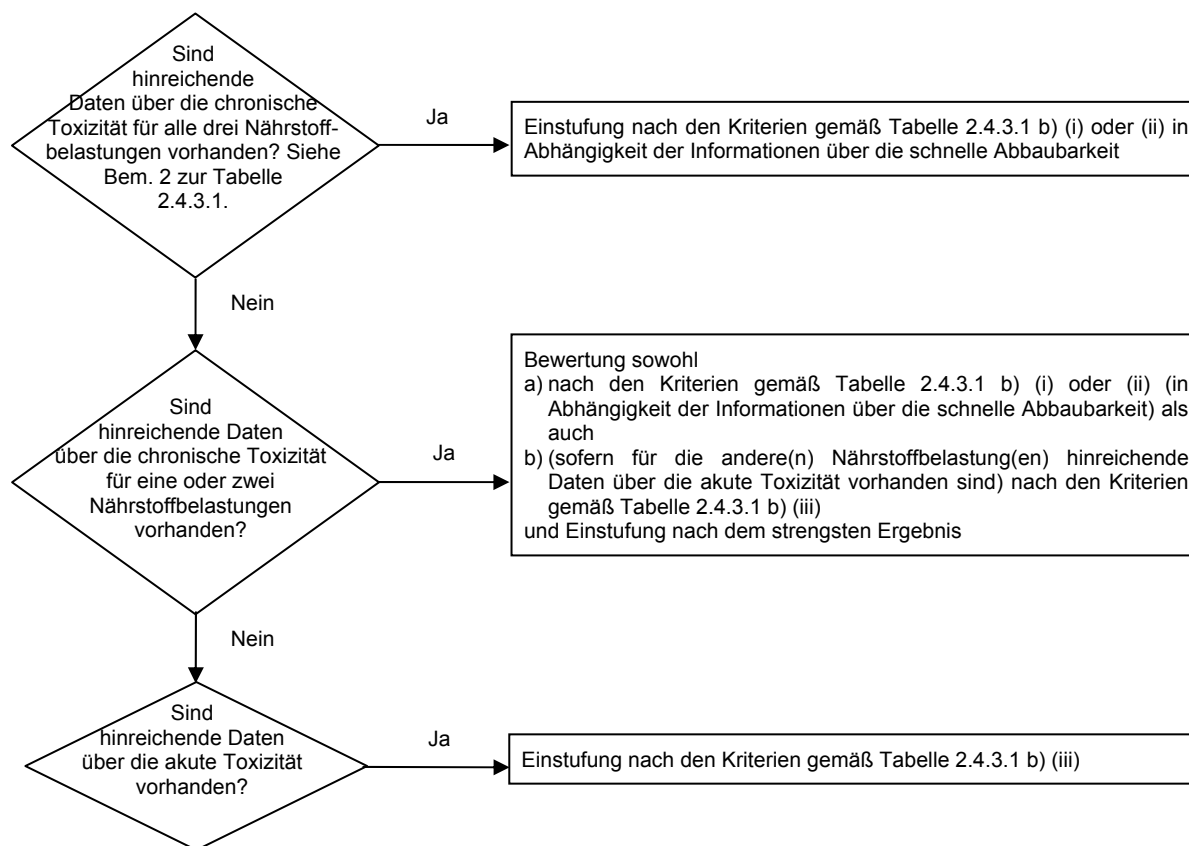 Sind
hinreichende
Daten über die chronische
Toxizität für alle drei Nährstoff-
belastungen vorhanden? Siehe
Bem. 2 zur Tabelle
2.4.3.1.
Ja
Einstufung nach den Kriterien gemäß Tabelle 2.4.3.1 b) (i) oder (ii) in
Abhängigkeit der Informationen über die schnelle Abbaubarkeit
Nein
Sind
hinreichende Daten
über die chronische Toxizität
für eine oder zwei
Nährstoffbelastungen
vorhanden?
Ja
Bewertung sowohl
a) nach den Kriterien gemäß Tabelle 2.4.3.1 b) (i) oder (ii) (in
Abhängigkeit der Informationen über die schnelle Abbaubarkeit) als
auch
b) (sofern für die andere(n) Nährstoffbelastung(en) hinreichende
Daten über die akute Toxizität vorhanden sind) nach den Kriterien
gemäß Tabelle 2.4.3.1 b) (iii)
und Einstufung nach dem strengsten Ergebnis
Nein
Sind
hinreichende Daten
über die akute Toxizität
vorhanden?
Ja
Einstufung nach den Kriterien gemäß Tabelle 2.4.3.1 b) (iii)